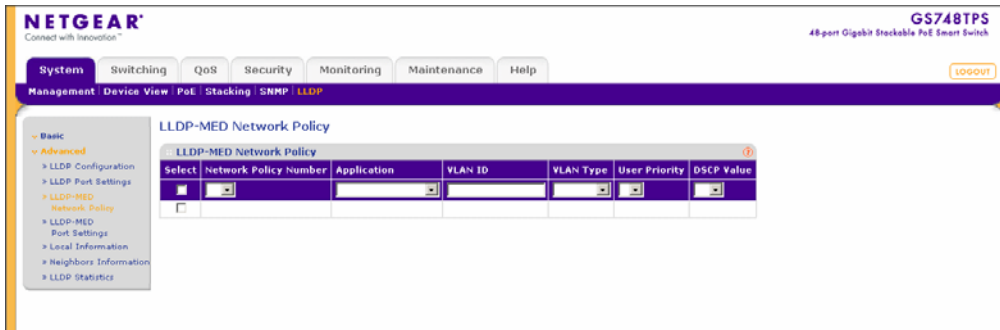 NETGEAR
Connect with Innovation™
GS748TPS
48-port Gigabit Stackable PoE Smart Switch
System Switching QoS Security Monitoring Maintenance Help
LOGOUT
Management Device View PoE Stacking SNMP LLDP
Basic
Advanced
LLDP Configuration
LLDP Port Settings
LLDP-MED
Network Policy
LLDP-MED
Port Settings
Local Information
Neighbors Information
LLDP Statistics
LLDP-MED Network Policy
LLDP-MED Network Policy
Select Network Policy Number Application VLAN ID VLAN Type User Priority DSCP Value